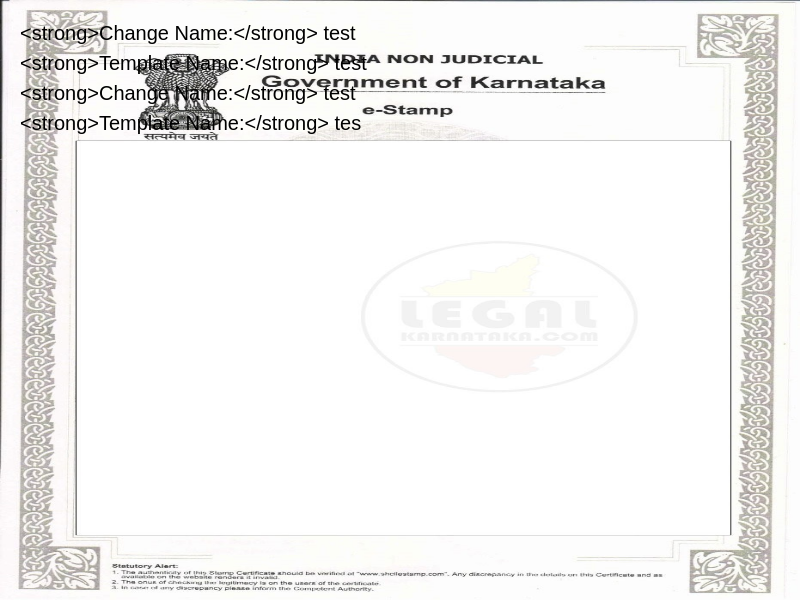 <strong>Change Name:</strong> test
INDIA NON JUDICIAL
<strong>Template Name:</strong> test
Government of Karnataka
<strong>Change Name:</strong> test
e-Stamp
<strong>Template Name:</strong> tes
सत्यमेव जयते
LEGAL
KARNATAKA.COM
Statutory Alert:
1. The authenticity of this Stamp Certificate should be verified at "www.shcilestamp.com". Any discrepancy in the details on this Certificate and as
available on the website renders it invalid.
2. The onus of checking the legitimacy is on the users of the certificate.
3. In case of any discrepancy please inform the Competent Authority.